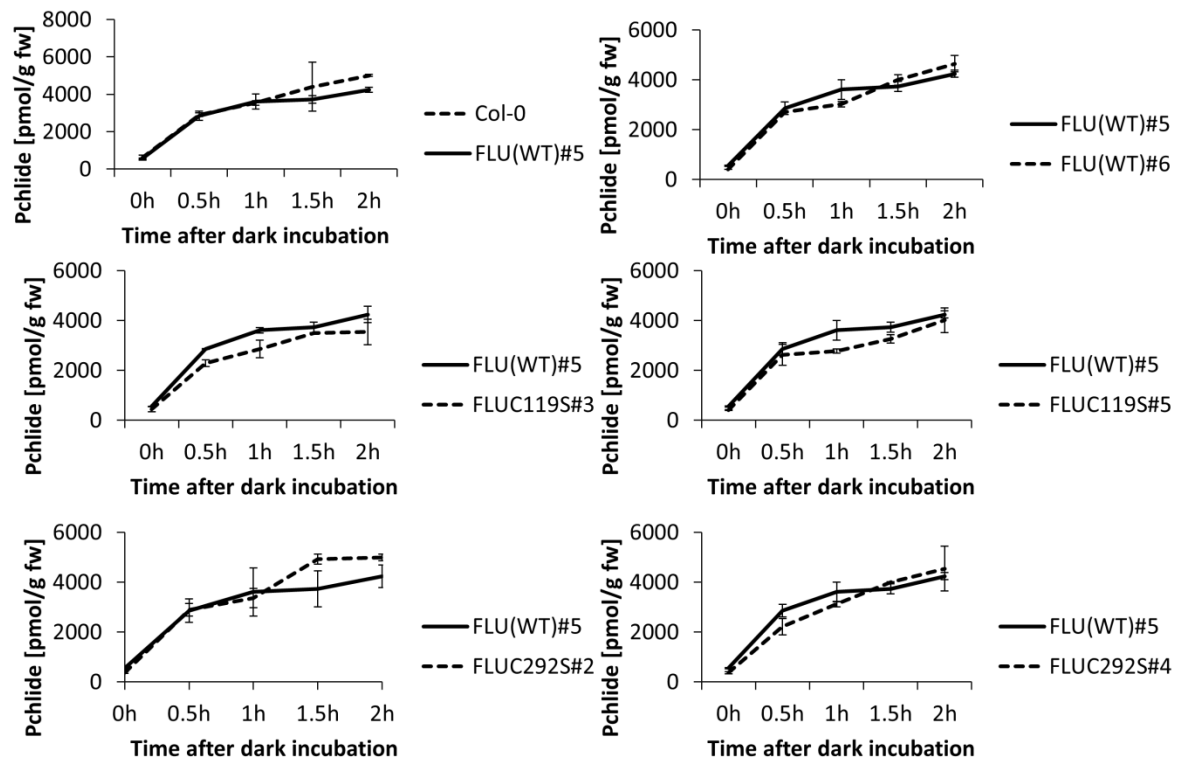 Pchlide [pmol/g fw]
8000
6000
4000
2000
0
0h 0.5h 1h 1.5h 2h
Time after dark incubation
Col-0
FLU(WT)#5
Pchlide [pmol/g fw]
6000
4000
2000
0
0h 0.5h 1h 1.5h 2h
Time after dark incubation
FLU(WT)#5
FLU(WT)#6
Pchlide [pmol/g fw]
6000
4000
2000
0
0h 0.5h 1h 1.5h 2h
Time after dark incubation
FLU(WT)#5
FLUC119S#3
Pchlide [pmol/g fw]
6000
4000
2000
0
0h 0.5h 1h 1.5h 2h
Time after dark incubation
FLU(WT)#5
FLUC119S#5
Pchlide [pmol/g fw]
6000
4000
2000
0
0h 0.5h 1h 1.5h 2h
Time after dark incubation
FLU(WT)#5
FLUC292S#2
Pchlide [pmol/g fw]
6000
4000
2000
0
0h 0.5h 1h 1.5h 2h
Time after dark incubation
FLU(WT)#5
FLUC292S#4